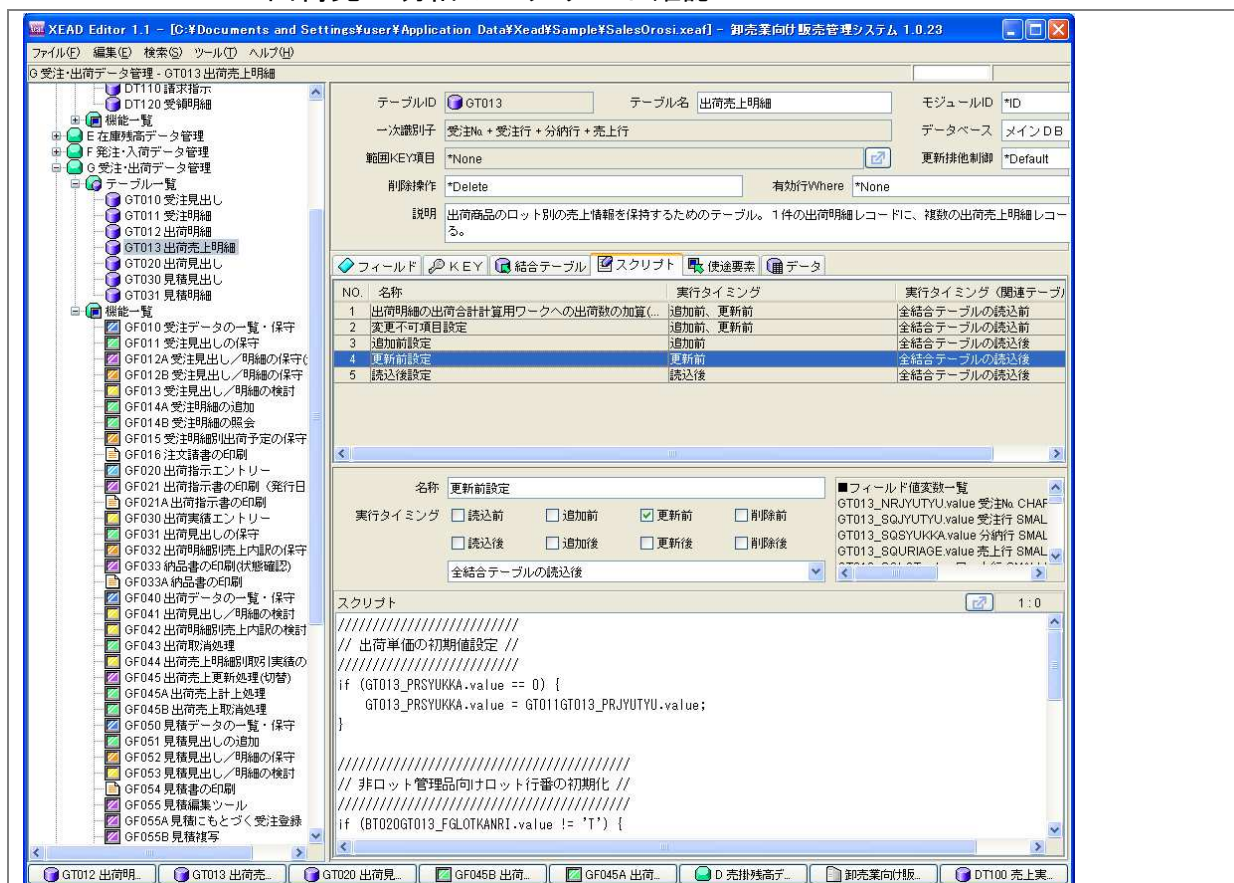 XEAD Editor 1.1 - [C:¥Documents and Settings¥user¥Application Data¥Xead¥Sample¥SalesOrosi.xeaf] - 卸売業向け販売管理システム 1.0.23
ファイル(F) 編集(E) 検索(S) ツール(T) ヘルプ(H)
G 受注・出荷データ管理 - GT013 出荷売上明細
DT110 請求指示
DT120 受領明細
機能一覧
E 在庫残高データ管理
F 発注・入荷データ管理
G 受注・出荷データ管理
テーブル一覧
GT010 受注見出し
GT011 受注明細
GT012 出荷明細
GT013 出荷売上明細
GT020 出荷見出し
GT030 見積見出し
GT031 見積明細
機能一覧
GF010 受注データの一覧・保守
GF011 受注見出しの保守
GF012A 受注見出し／明細の保守(
GF012B 受注見出し／明細の保守
GF013 受注見出し／明細の検討
GF014A 受注明細の追加
GF014B 受注明細の照会
GF015 受注明細別出荷予定の保守
GF016 注文請書の印刷
GF020 出荷指示エントリー
GF021 出荷指示書の印刷（発行日
GF021A 出荷指示書の印刷
GF030 出荷実績エントリー
GF031 出荷見出しの保守
GF032 出荷明細別売上内訳の保守
GF033 納品書の印刷(状態確認)
GF033A 納品書の印刷
GF040 出荷データの一覧・保守
GF041 出荷見出し／明細の検討
GF042 出荷明細別売上内訳の検討
GF043 出荷取消処理
GF044 出荷売上明細別取引実績の
GF045 出荷売上更新処理(切替)
GF045A 出荷売上計上処理
GF045B 出荷売上取消処理
GF050 見積データの一覧・保守
GF051 見積見出しの追加
GF052 見積見出し／明細の保守
GF053 見積見出し／明細の検討
GF054 見積書の印刷
GF055 見積編集ツール
GF055A 見積にもとづく受注登録
GF055B 見積複写
テーブルID GT013 テーブル名 出荷売上明細 モジュールID *ID
一次識別子 受注№ + 受注行 + 分納行 + 売上行 データベース メインＤＢ
範囲KEY項目 *None 更新排他制御 *Default
削除操作 *Delete 有効行Where *None
説明 出荷商品のロット別の売上情報を保持するためのテーブル。１件の出荷明細レコードに、複数の出荷売上明細レコー
る。
フィールド ＫＥＹ 結合テーブル スクリプト 使途要素 データ
NO. 名称 実行タイミング 実行タイミング（関連テーブ
1 出荷明細の出荷合計計算用ワークへの出荷数の加算(... 追加前、更新前 全結合テーブルの読込前
2 変更不可項目設定 追加前、更新前 全結合テーブルの読込前
3 追加前設定 追加前 全結合テーブルの読込後
4 更新前設定 更新前 全結合テーブルの読込後
5 読込後設定 読込後 全結合テーブルの読込後
名称 更新前設定
実行タイミング 読込前 追加前 更新前 削除前
読込後 追加後 更新後 削除後
全結合テーブルの読込後
■フィールド値変数一覧
GT013_NRJYUTYU.value 受注№ CHAF
GT013_SQJYUTYU.value 受注行 SMAL
GT013_SQSYUKKA.value 分納行 SMAL
GT013_SQURIAGE.value 売上行 SMAL
スクリプト 1 : 0
//////////////////////////
// 出荷単価の初期値設定 //
//////////////////////////
if (GT013_PRSYUKKA.value == 0) {
GT013_PRSYUKKA.value = GT011GT013_PRJYUTYU.value;
}
//////////////////////////////////////////
// 非ロット管理品向けロット行番の初期化 //
//////////////////////////////////////////
if (BT020GT013_FGLOTKANRI.value != 'T') {
GT012 出荷明... GT013 出荷売... GT020 出荷見... GF045B 出荷... GF045A 出荷... D 売掛残高デ... 卸売業向け販... DT100 売上実...